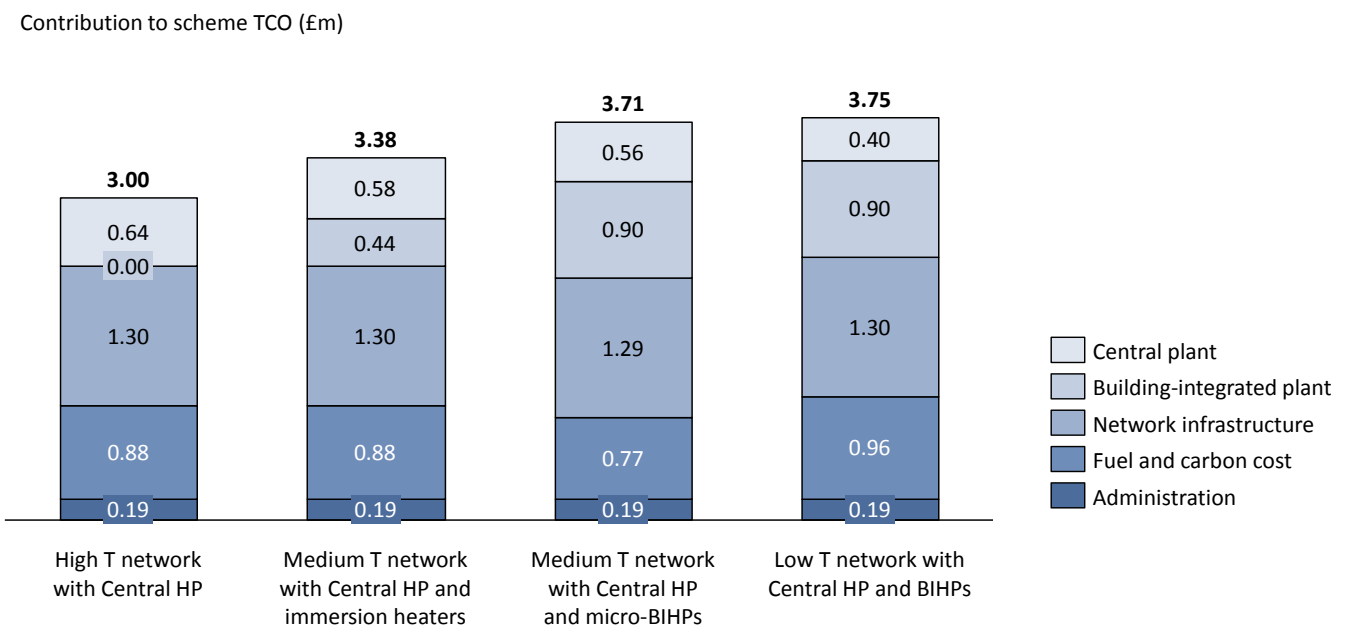 Contribution to scheme TCO (£m)
3.00
0.64
0.00
1.30
0.88
0.19
High T network
with Central HP
3.38
0.58
0.44
1.30
0.88
0.19
Medium T network
with Central HP and
immersion heaters
3.71
0.56
0.90
1.29
0.77
0.19
Medium T network
with Central HP
and micro-BIHPs
3.75
0.40
0.90
1.30
0.96
0.19
Low T network with
Central HP and BIHPs
Central plant
Building-integrated plant
Network infrastructure
Fuel and carbon cost
Administration